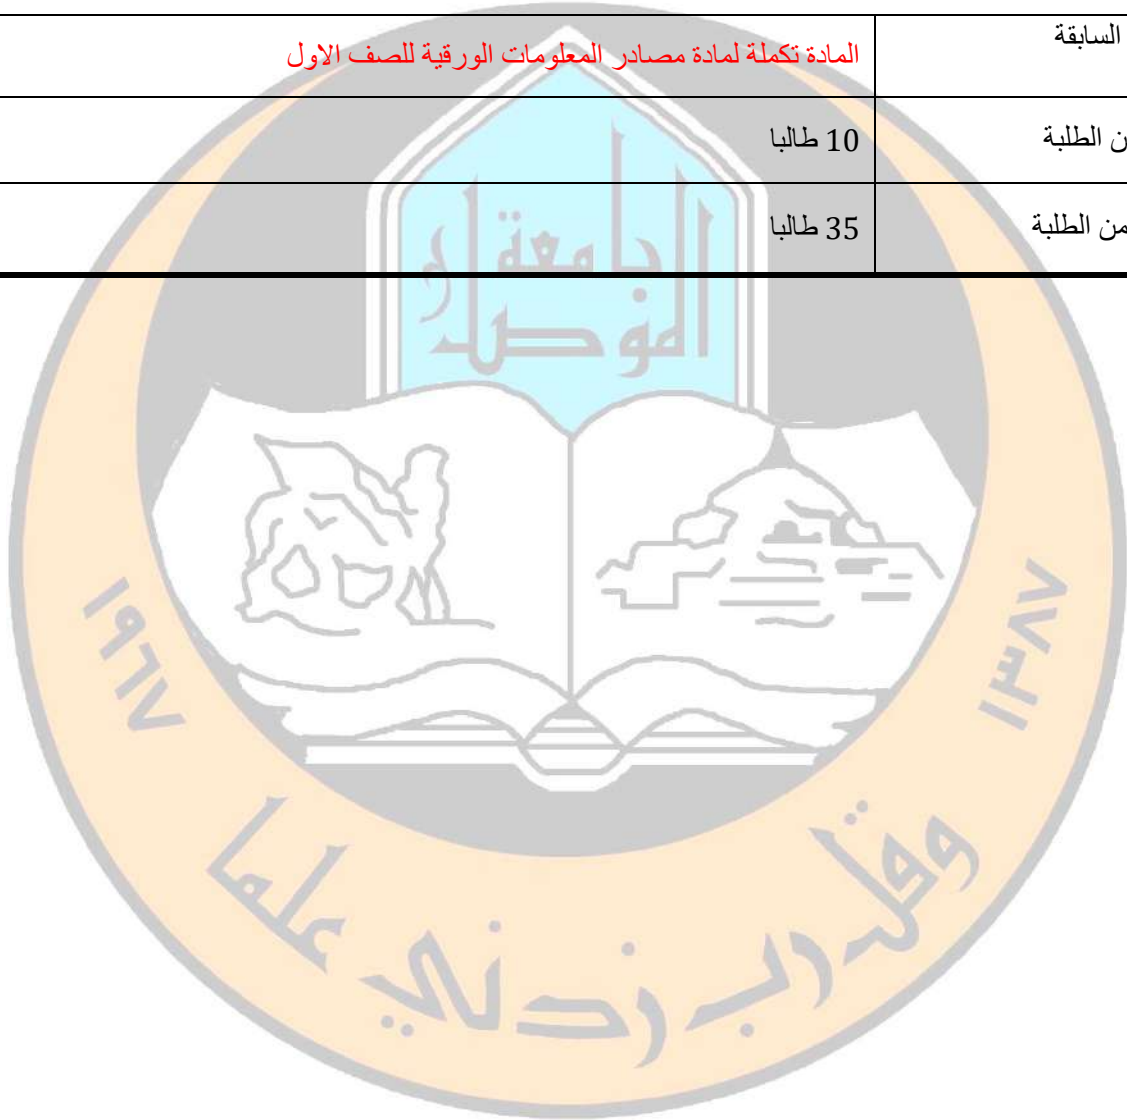 السابقة
المادة تكملة لمادة مصادر المعلومات الورقية للصف الاول
الطلبة
10 طالبا
من الطلبة
35 طالبا
جامعة
الموصل
١٩٦٧
١٣٨٧
وقل رب زدني علما